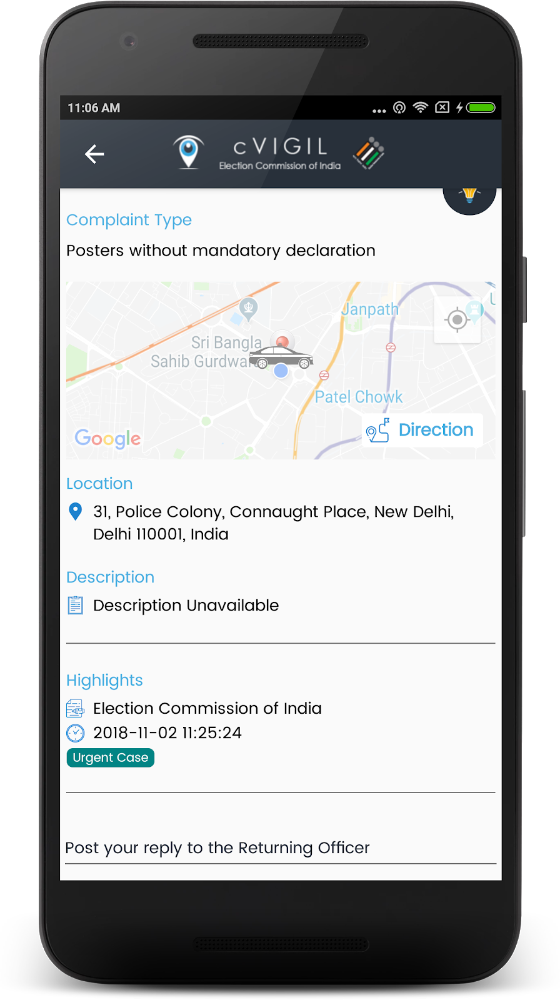 11:06 AM
cVIGIL
Election Commission of India
Complaint Type
Posters without mandatory declaration
Janpath
U
Sri Bangla
Sahib Gurdwar
Patel Chowk
Google
Direction
Location
31, Police Colony, Connaught Place, New Delhi,
Delhi 110001, India
Description
Description Unavailable
Highlights
Election Commission of India
2018-11-02 11:25:24
Urgent Case
Post your reply to the Returning Officer